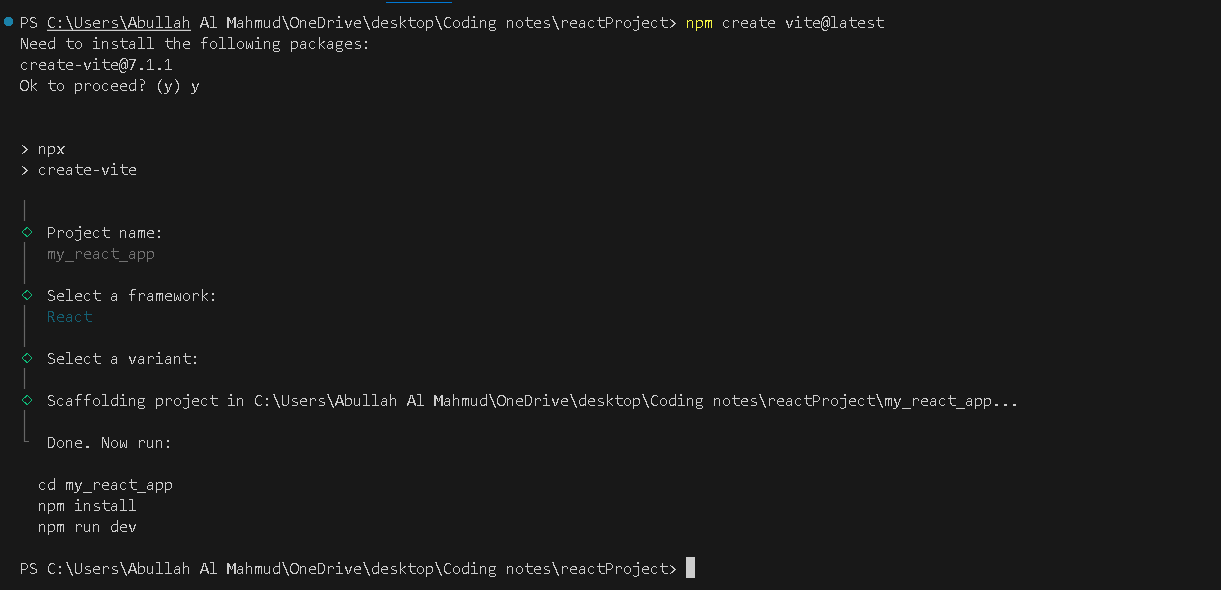 PS C:\Users\Abullah Al Mahmud\OneDrive\desktop\Coding notes\reactProject> npm create vite@latest
Need to install the following packages:
create-vite@7.1.1
Ok to proceed? (y) y
> npx
> create-vite
Project name:
my_react_app
Select a framework:
React
Select a variant:
Scaffolding project in C:\Users\Abullah Al Mahmud\OneDrive\desktop\Coding notes\reactProject\my_react_app...
Done. Now run:
cd my_react_app
npm install
npm run dev
PS C:\Users\Abullah Al Mahmud\OneDrive\desktop\Coding notes\reactProject>